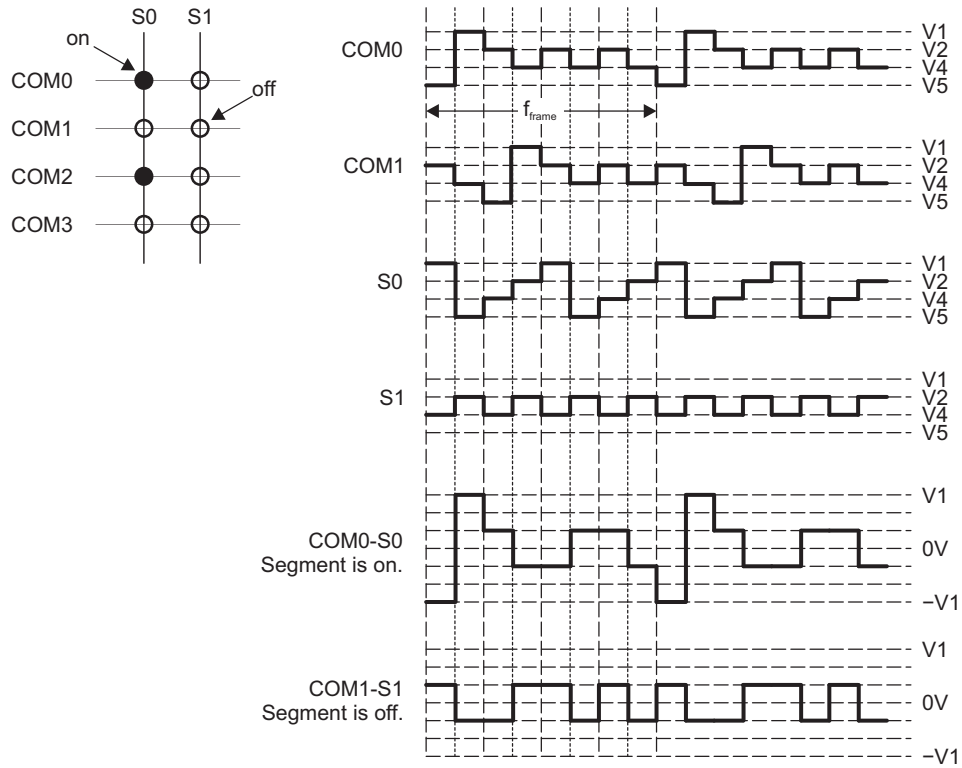 S0 S1
on
COM0
off
COM1
COM2
COM3
COM0
V1
V2
V4
V5
fframe
COM1
V1
V2
V4
V5
S0
V1
V2
V4
V5
S1
V1
V2
V4
V5
COM0-S0
Segment is on.
V1
0V
−V1
COM1-S1
Segment is off.
V1
0V
−V1